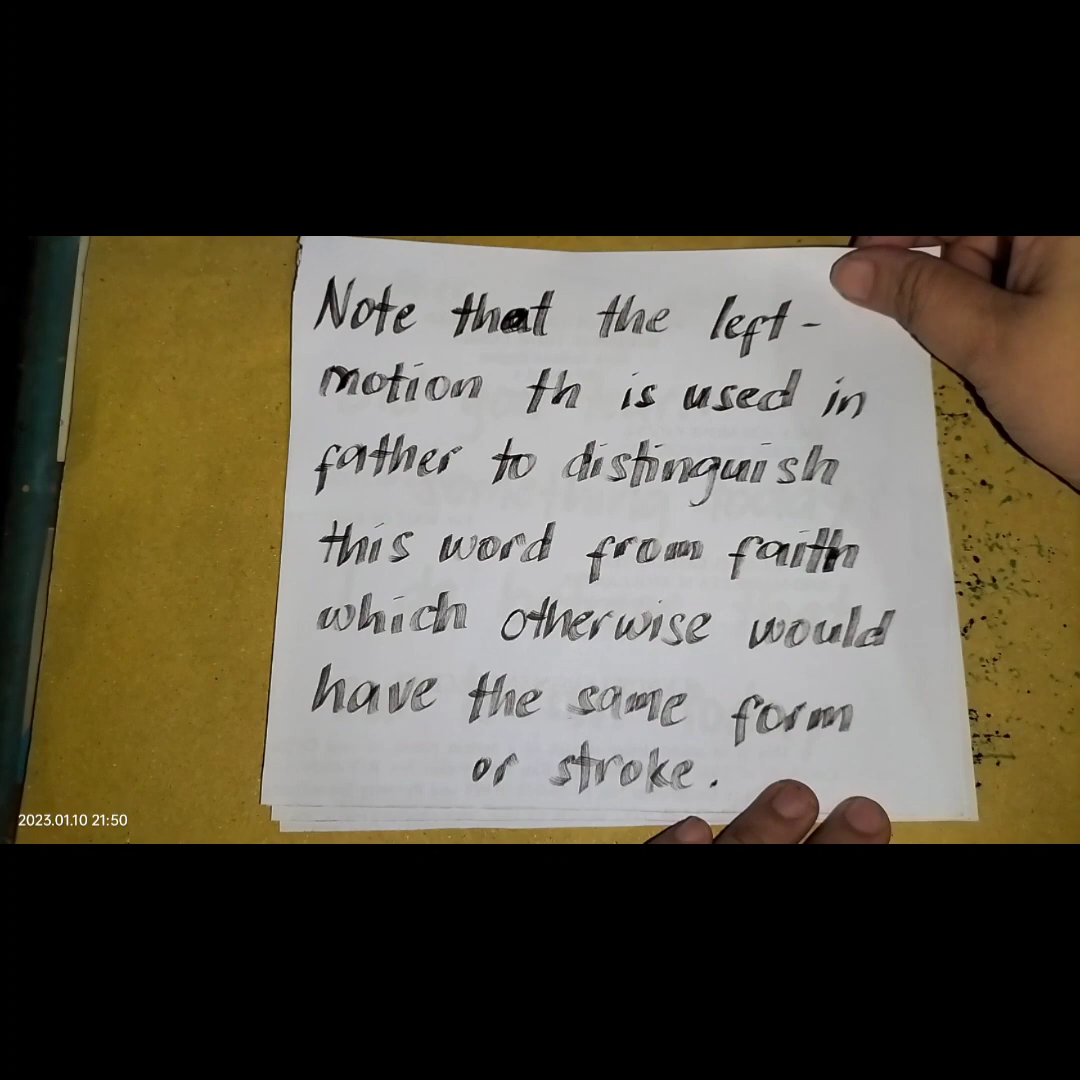 Note that the left-
motion th is used in
father to distinguish
this word from faith
which otherwise would
have the same form
or stroke.
2023.01.10 21:50